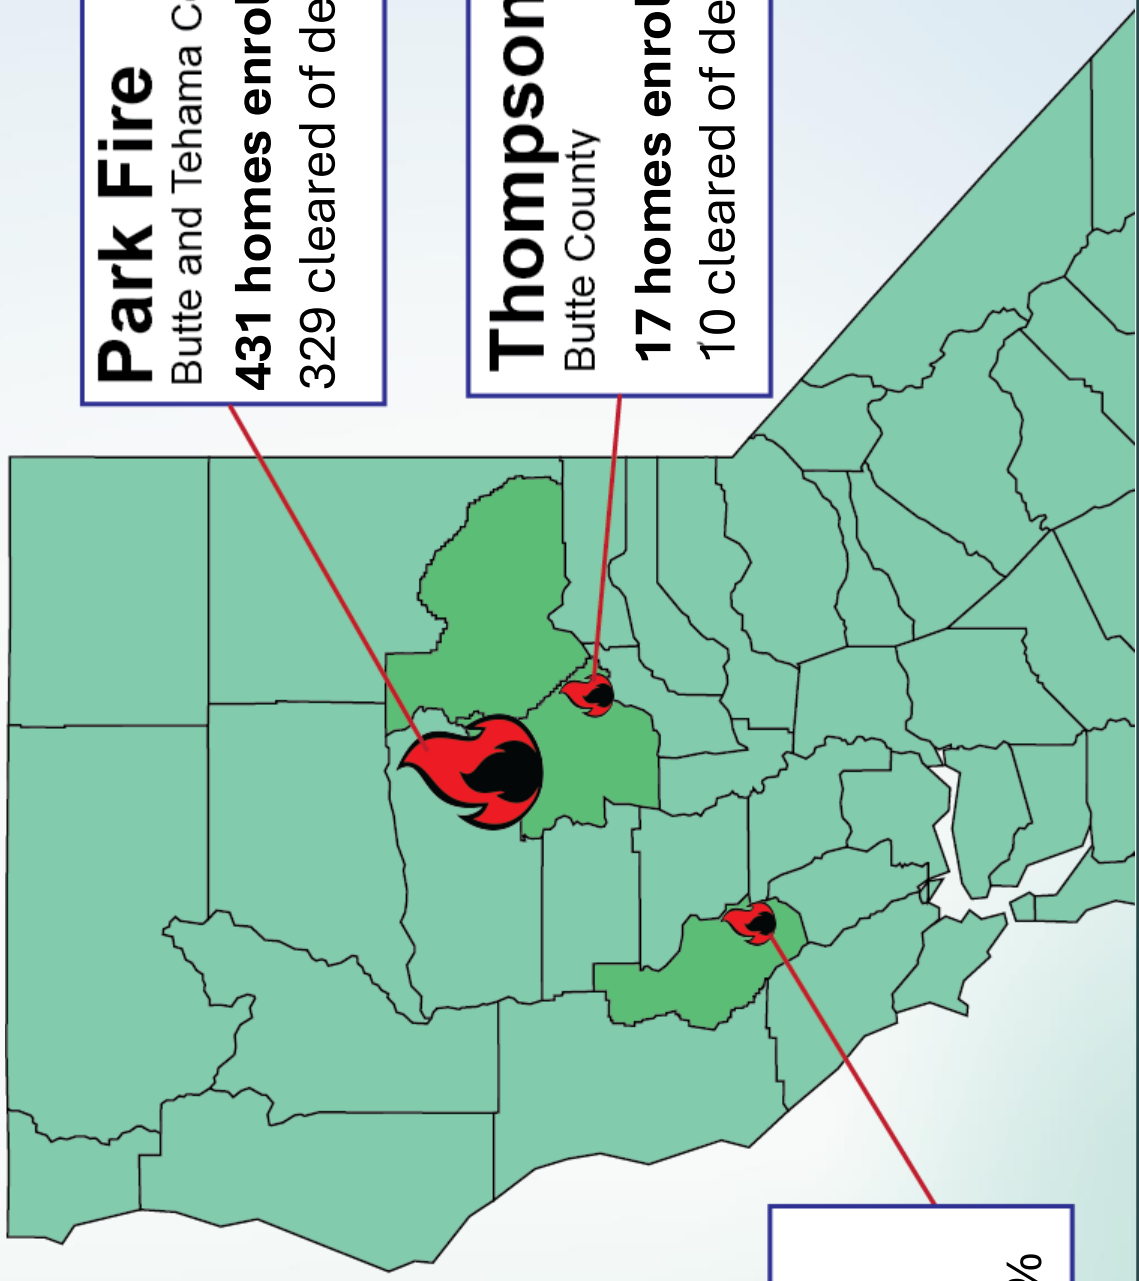 Park Fire
Butte and Tehama Co
431 homes enrol
329 cleared of de
Thompson
Butte County
17 homes enrol
10 cleared of de
%